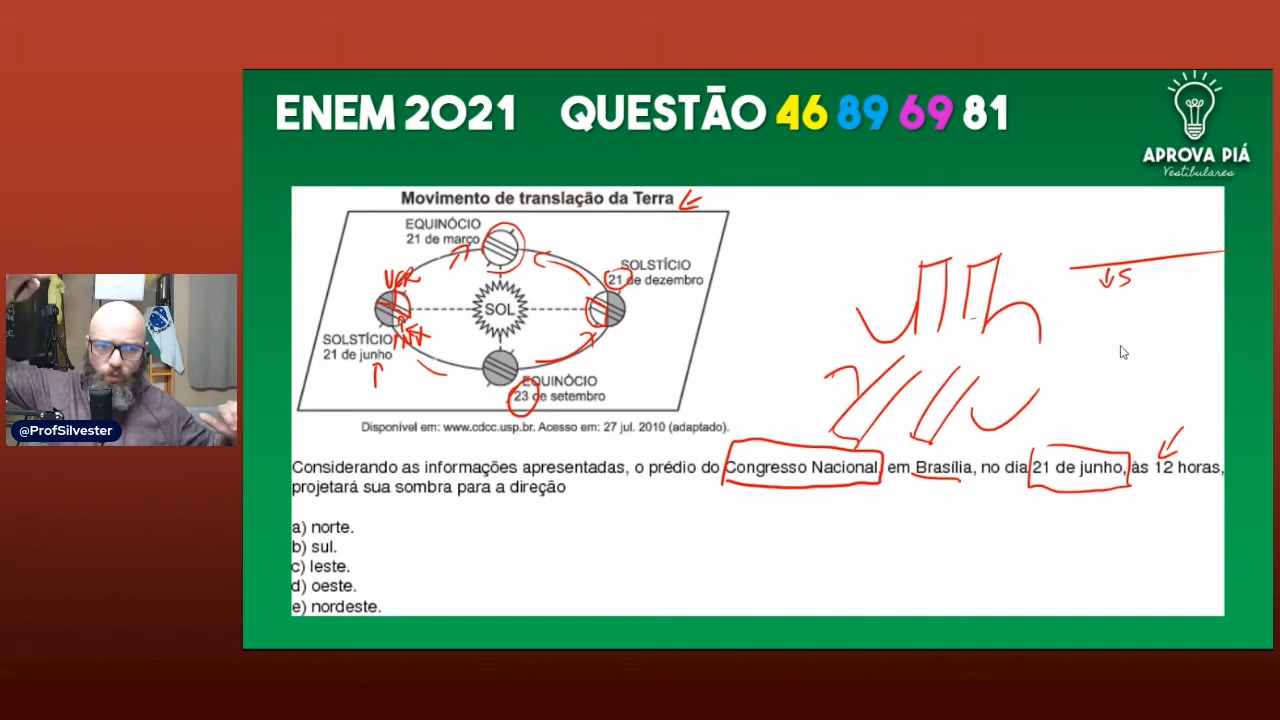 ENEM 2021 QUESTÃO 46 89 69 81
APROVA PIÁ
Vestibulares
Movimento de translação da Terra
EQUINÓCIO
21 de março
SOLSTÍCIO
21 de dezembro
VER
SOL
SOLSTÍCIO
21 de junho
EQUINÓCIO
23 de setembro
S
Disponível em: www.cdcc.usp.br. Acesso em: 27 jul. 2010 (adaptado).
@ProfSilvester
Considerando as informações apresentadas, o prédio do Congresso Nacional, em Brasília, no dia 21 de junho, às 12 horas,
projetará sua sombra para a direção
a) norte.
b) sul.
c) leste.
d) oeste.
e) nordeste.